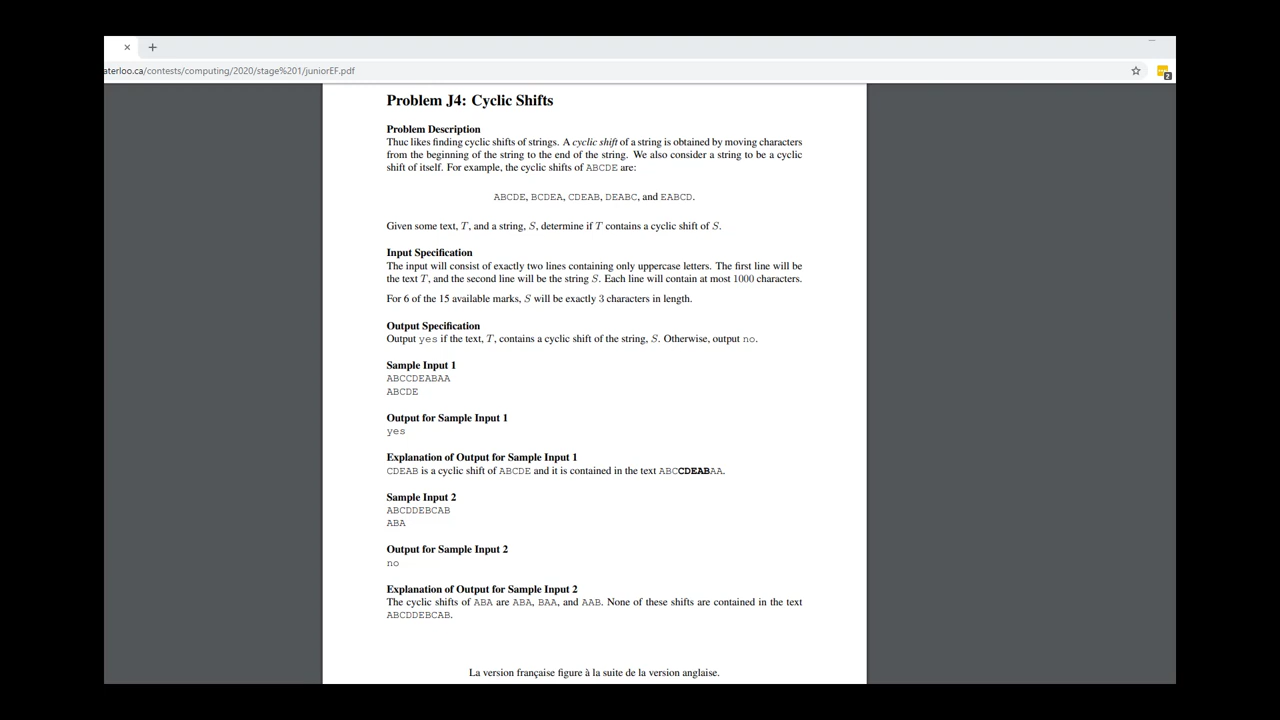 aterloo.ca/contests/computing/2020/stage%201/juniorEF.pdf
2
Problem J4: Cyclic Shifts
Problem Description
Thuc likes finding cyclic shifts of strings. A cyclic shift of a string is obtained by moving characters
from the beginning of the string to the end of the string. We also consider a string to be a cyclic
shift of itself. For example, the cyclic shifts of ABCDE are:
ABCDE, BCDEA, CDEAB, DEABC, and EABCD.
Given some text, T, and a string, S, determine if T contains a cyclic shift of S.
Input Specification
The input will consist of exactly two lines containing only uppercase letters. The first line will be
the text T, and the second line will be the string S. Each line will contain at most 1000 characters.
For 6 of the 15 available marks, S will be exactly 3 characters in length.
Output Specification
Output yes if the text, T, contains a cyclic shift of the string, S. Otherwise, output no.
Sample Input 1
ABCCDEABAA
ABCDE
Output for Sample Input 1
yes
Explanation of Output for Sample Input 1
CDEAB is a cyclic shift of ABCDE and it is contained in the text ABCCDEABAA.
Sample Input 2
ABCDDEBCAB
ABA
Output for Sample Input 2
no
Explanation of Output for Sample Input 2
The cyclic shifts of ABA are ABA, BAA, and AAB. None of these shifts are contained in the text
ABCDDEBCAB.
La version française figure à la suite de la version anglaise.